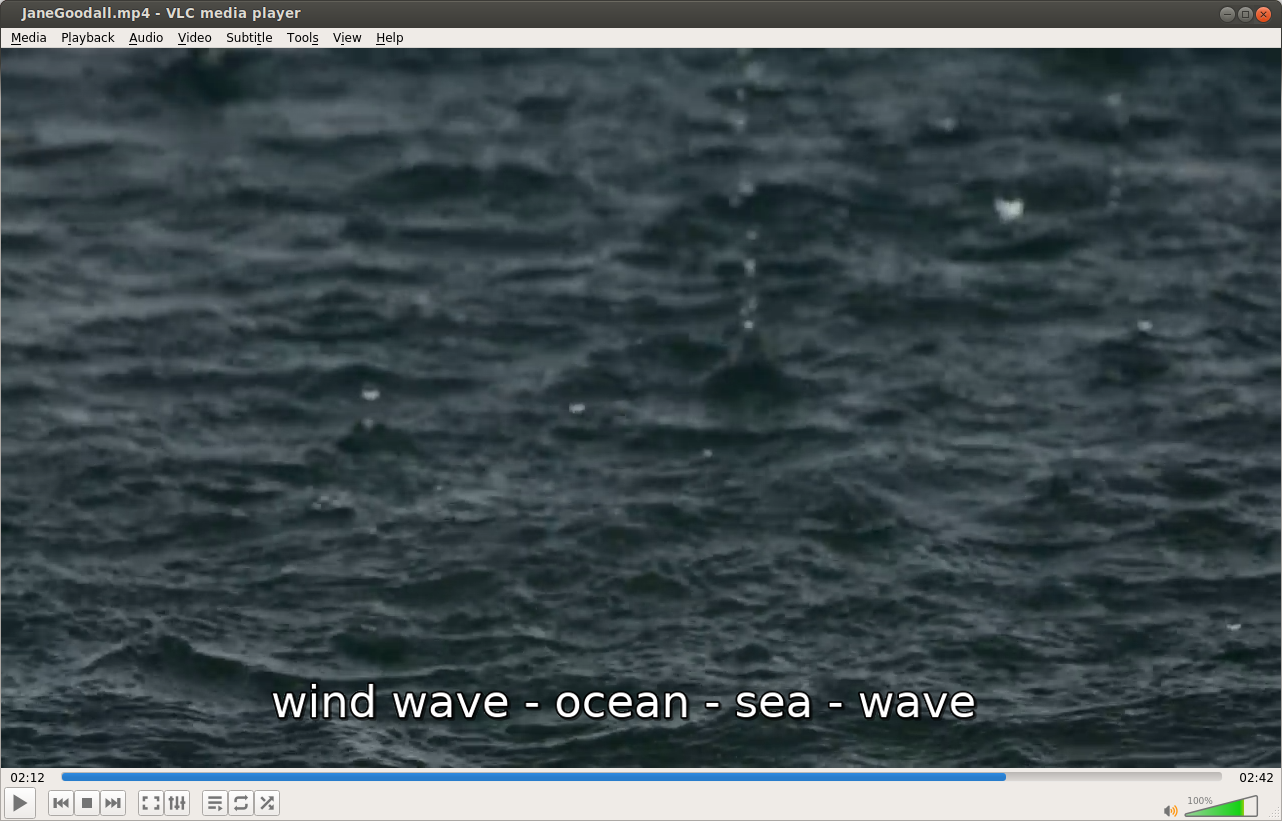 JaneGoodall.mp4 - VLC media player
Media Playback Audio Video Subtitle Tools View Help
wind wave - ocean - sea - wave
02:12 02:42
100%